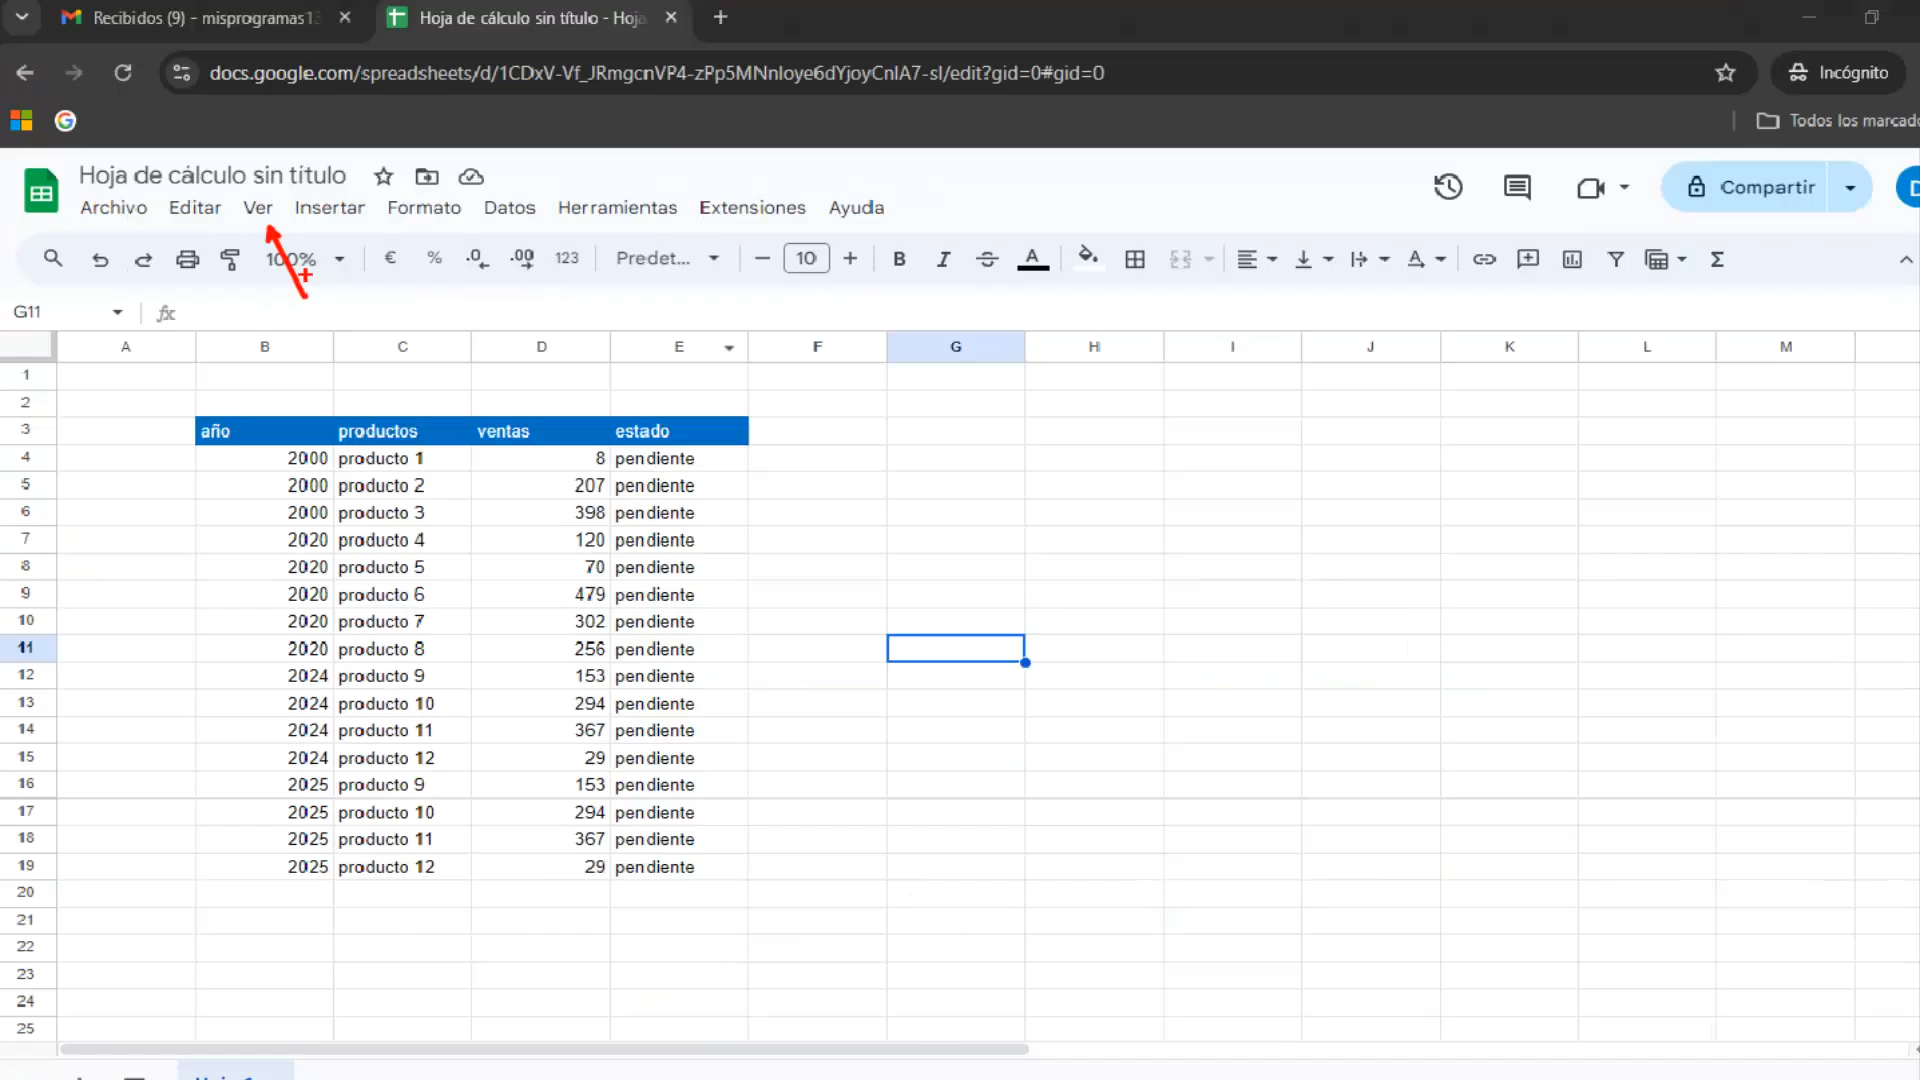 Recibidos (9) - misprogramas13
Hoja de cálculo sin título - Hoja
docs.google.com/spreadsheets/d/1CDxV-Vf_JRmgcnVP4-zPp5MNnloye6dYjoyCnlA7-sI/edit?gid=0#gid=0
Incógnito
Todos los marcado
Hoja de cálculo sin título
Archivo Editar Ver Insertar Formato Datos Herramientas Extensiones Ayuda
Compartir
100% € % .0 .00 123 Predet... 10 B I S A
G11 fx
A B C D E F G H I J K L M
1
2
3 año productos ventas estado
4 2000 producto 1 8 pendiente
5 2000 producto 2 207 pendiente
6 2000 producto 3 398 pendiente
7 2020 producto 4 120 pendiente
8 2020 producto 5 70 pendiente
9 2020 producto 6 479 pendiente
10 2020 producto 7 302 pendiente
11 2020 producto 8 256 pendiente
12 2024 producto 9 153 pendiente
13 2024 producto 10 294 pendiente
14 2024 producto 11 367 pendiente
15 2024 producto 12 29 pendiente
16 2025 producto 9 153 pendiente
17 2025 producto 10 294 pendiente
18 2025 producto 11 367 pendiente
19 2025 producto 12 29 pendiente
20
21
22
23
24
25